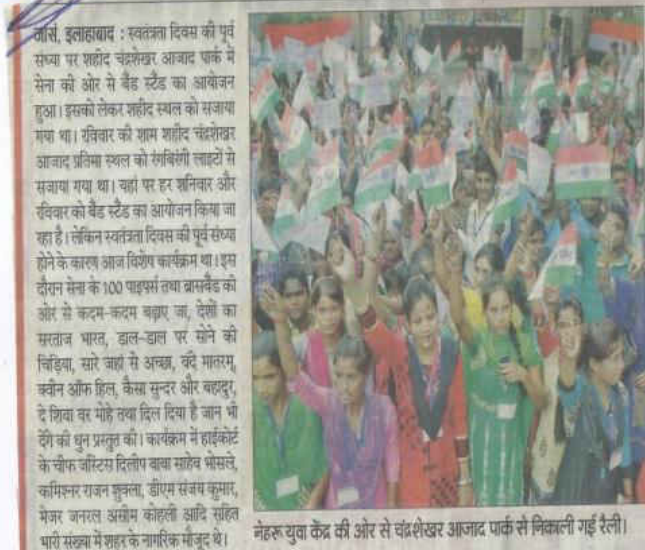 जासं, इलाहाबाद : स्वतंत्रता दिवस की पूर्व
संध्या पर शहीद चंद्रशेखर आजाद पार्क में
सेना की ओर से बैंड स्टैंड का आयोजन
हुआ। इसको लेकर शहीद स्थल को सजाया
गया था। रविवार की शाम शहीद चंद्रशेखर
आजाद प्रतिमा स्थल को रंगबिरंगी लाइटों से
सजाया गया था। यहां पर हर शनिवार और
रविवार को बैंड स्टैंड का आयोजन किया जा
रहा है। लेकिन स्वतंत्रता दिवस की पूर्व संध्या
होने के कारण आज विशेष कार्यक्रम था। इस
दौरान सेना के 100 पाइपर्स तथा ब्रासबैंड की
ओर से कदम-कदम बढ़ाए जा, देशों का
सरताज भारत, डाल-डाल पर सोने की
चिड़िया, सारे जहां से अच्छा, वंदे मातरम्,
क्वीन ऑफ हिल, कैसा सुन्दर और बहादुर,
दे शिवा वर मोहे तथा दिल दिया है जान भी
देंगे की धुन प्रस्तुत की। कार्यक्रम में हाईकोर्ट
के चीफ जस्टिस दिलीप बाबा साहेब भोसले,
कमिश्नर राजन शुक्ला, डीएम संजय कुमार,
मेजर जनरल असीम कोहली आदि सहित
भारी संख्या में शहर के नागरिक मौजूद थे।
नेहरू युवा केंद्र की ओर से चंद्रशेखर आजाद पार्क से निकाली गई रैली।